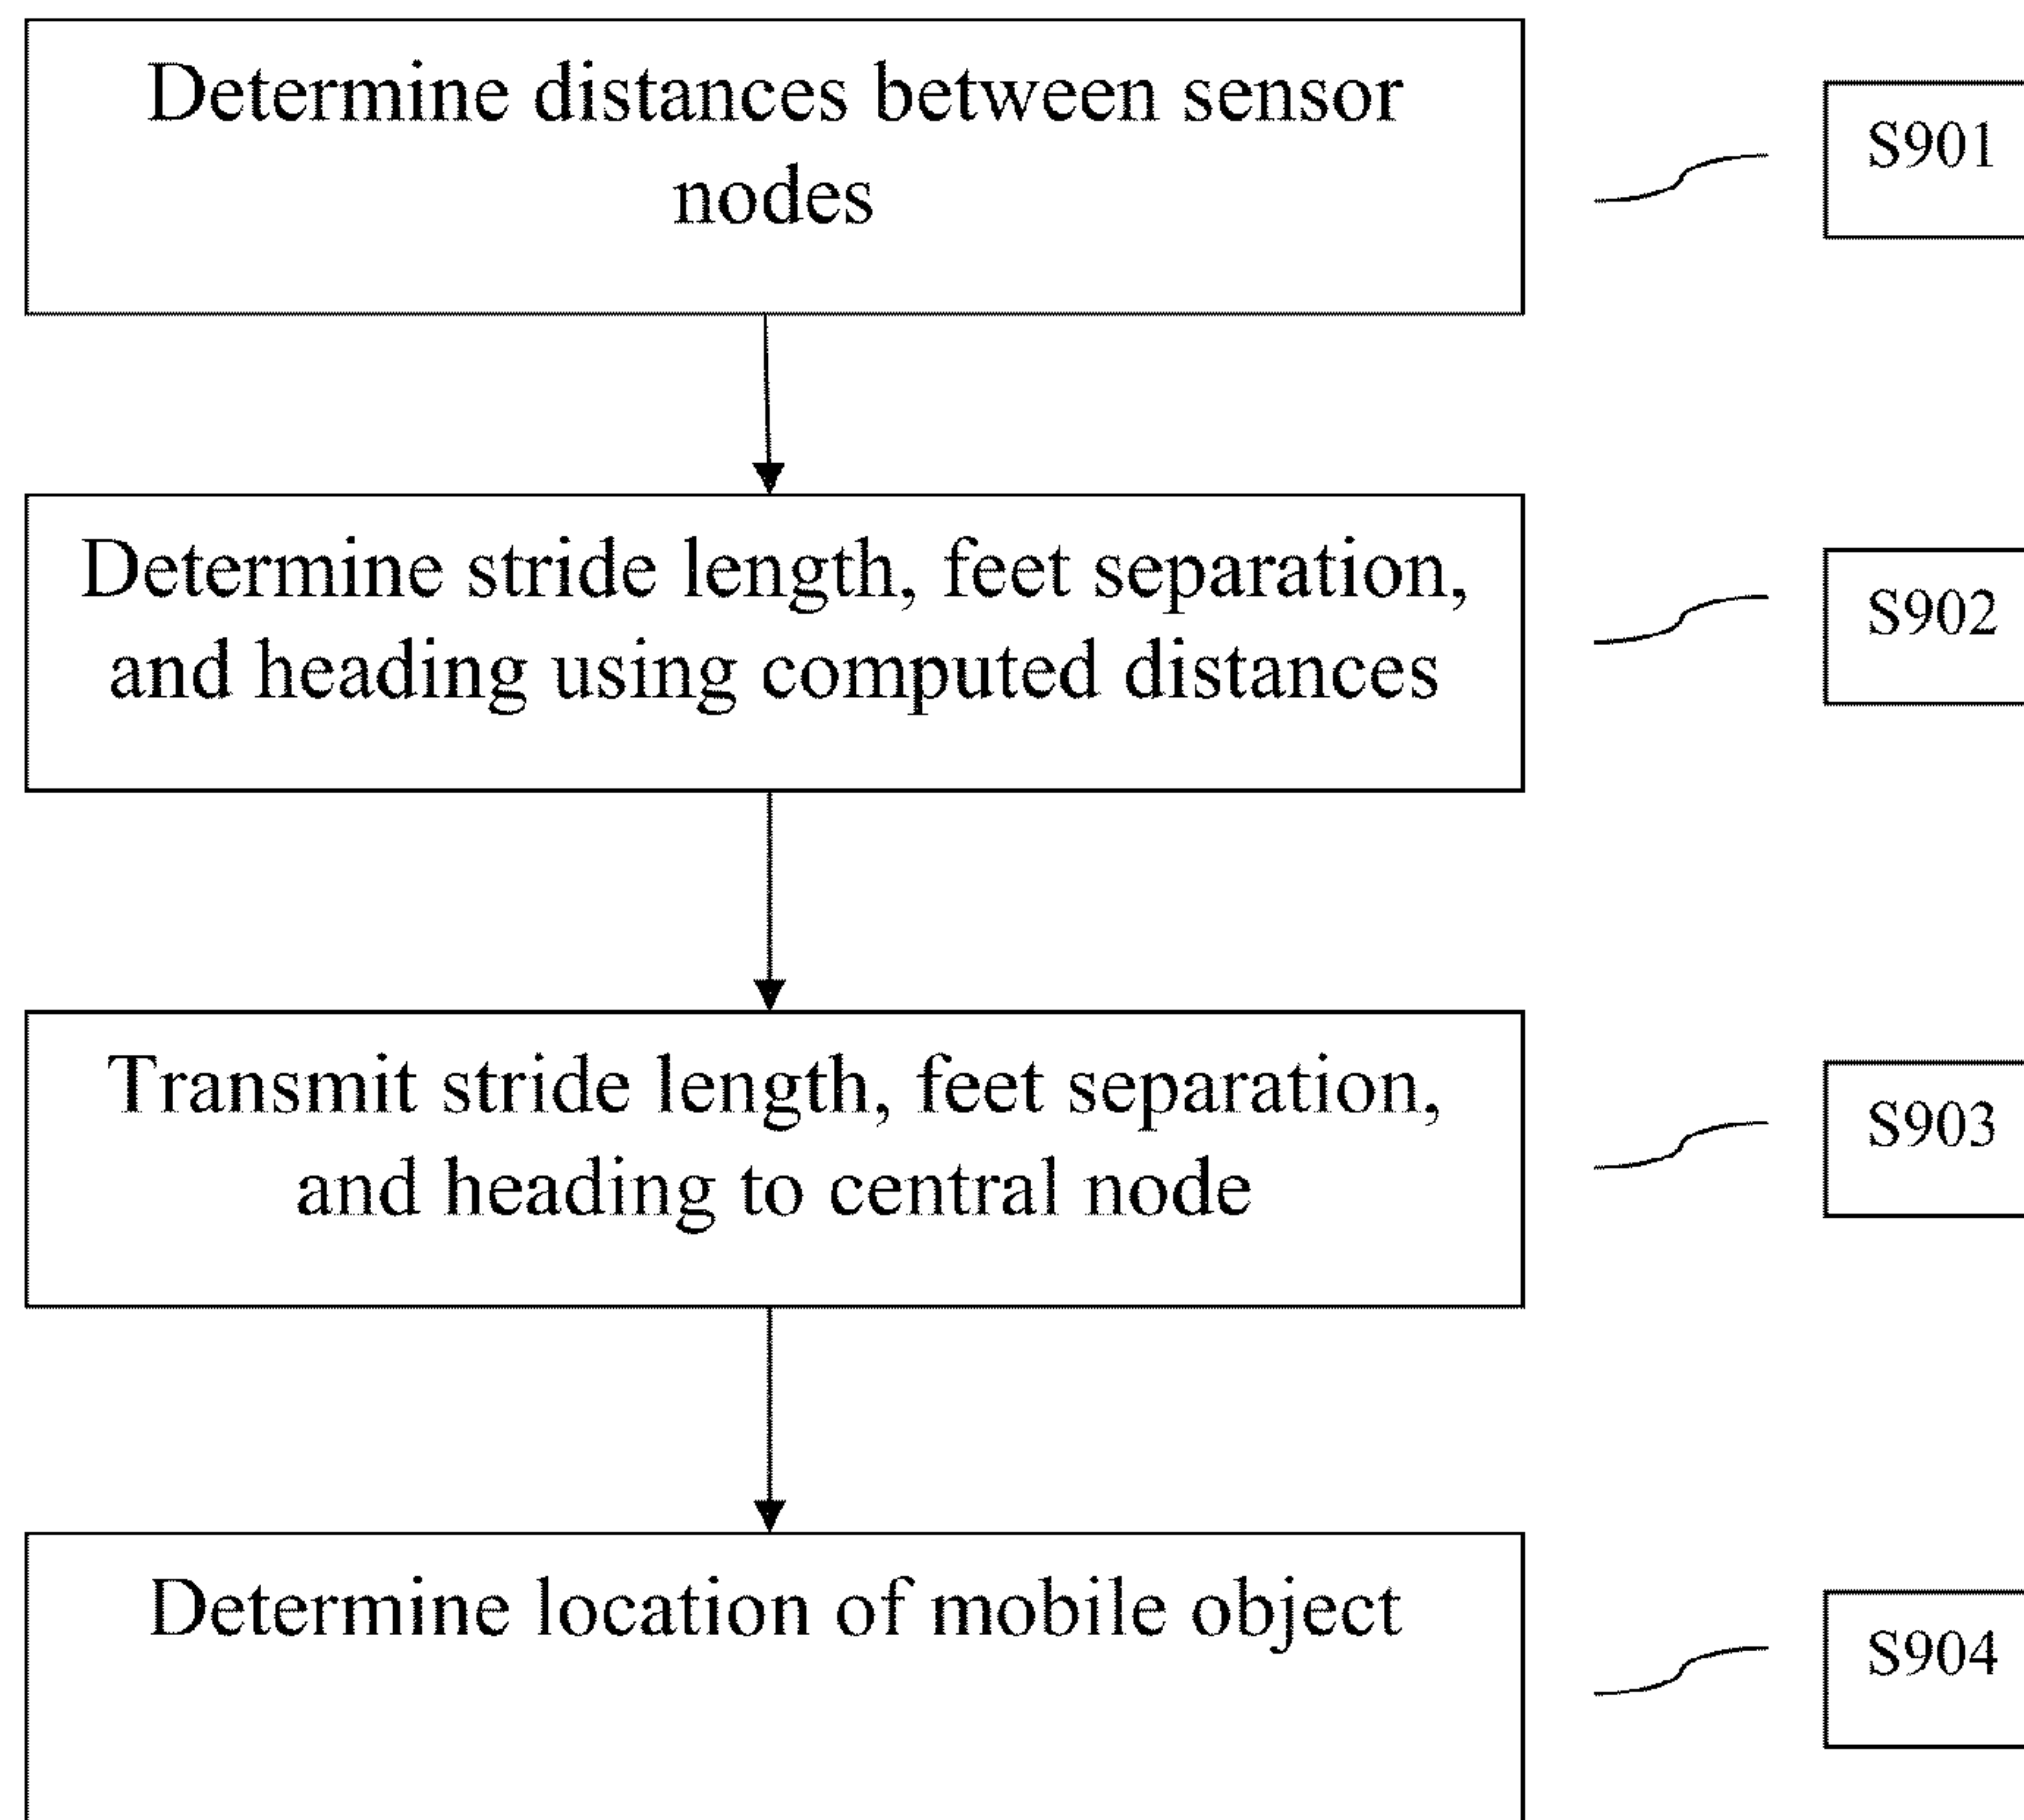 Determine distances between sensor
nodes
S901
Determine stride length, feet separation,
and heading using computed distances
S902
Transmit stride length, feet separation,
and heading to central node
S903
Determine location of mobile object
S904